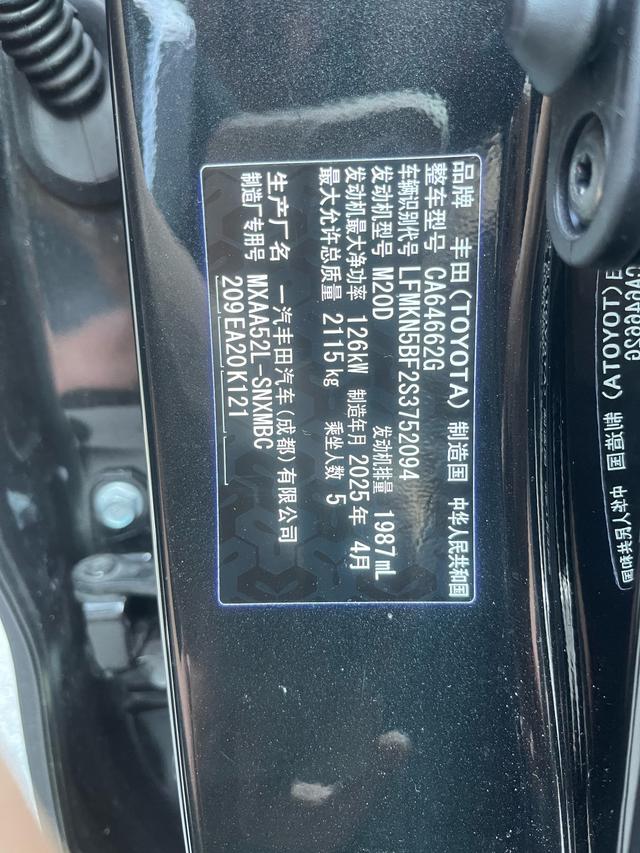 品牌 丰田(TOYOTA) 制造国 中华人民共和国
整车型号 CA64662G
车辆识别代号 LFMKN5BF2S3752094
发动机型号 M20D 发动机排量 1987mL
发动机最大净功率 126kW 制造年月 2025年 4月
最大允许总质量 2115kg 乘坐人数 5
生产厂名 一汽丰田汽车(成都)有限公司
制造厂专用号 MXAA52L-SNXMBC
209EA20K121